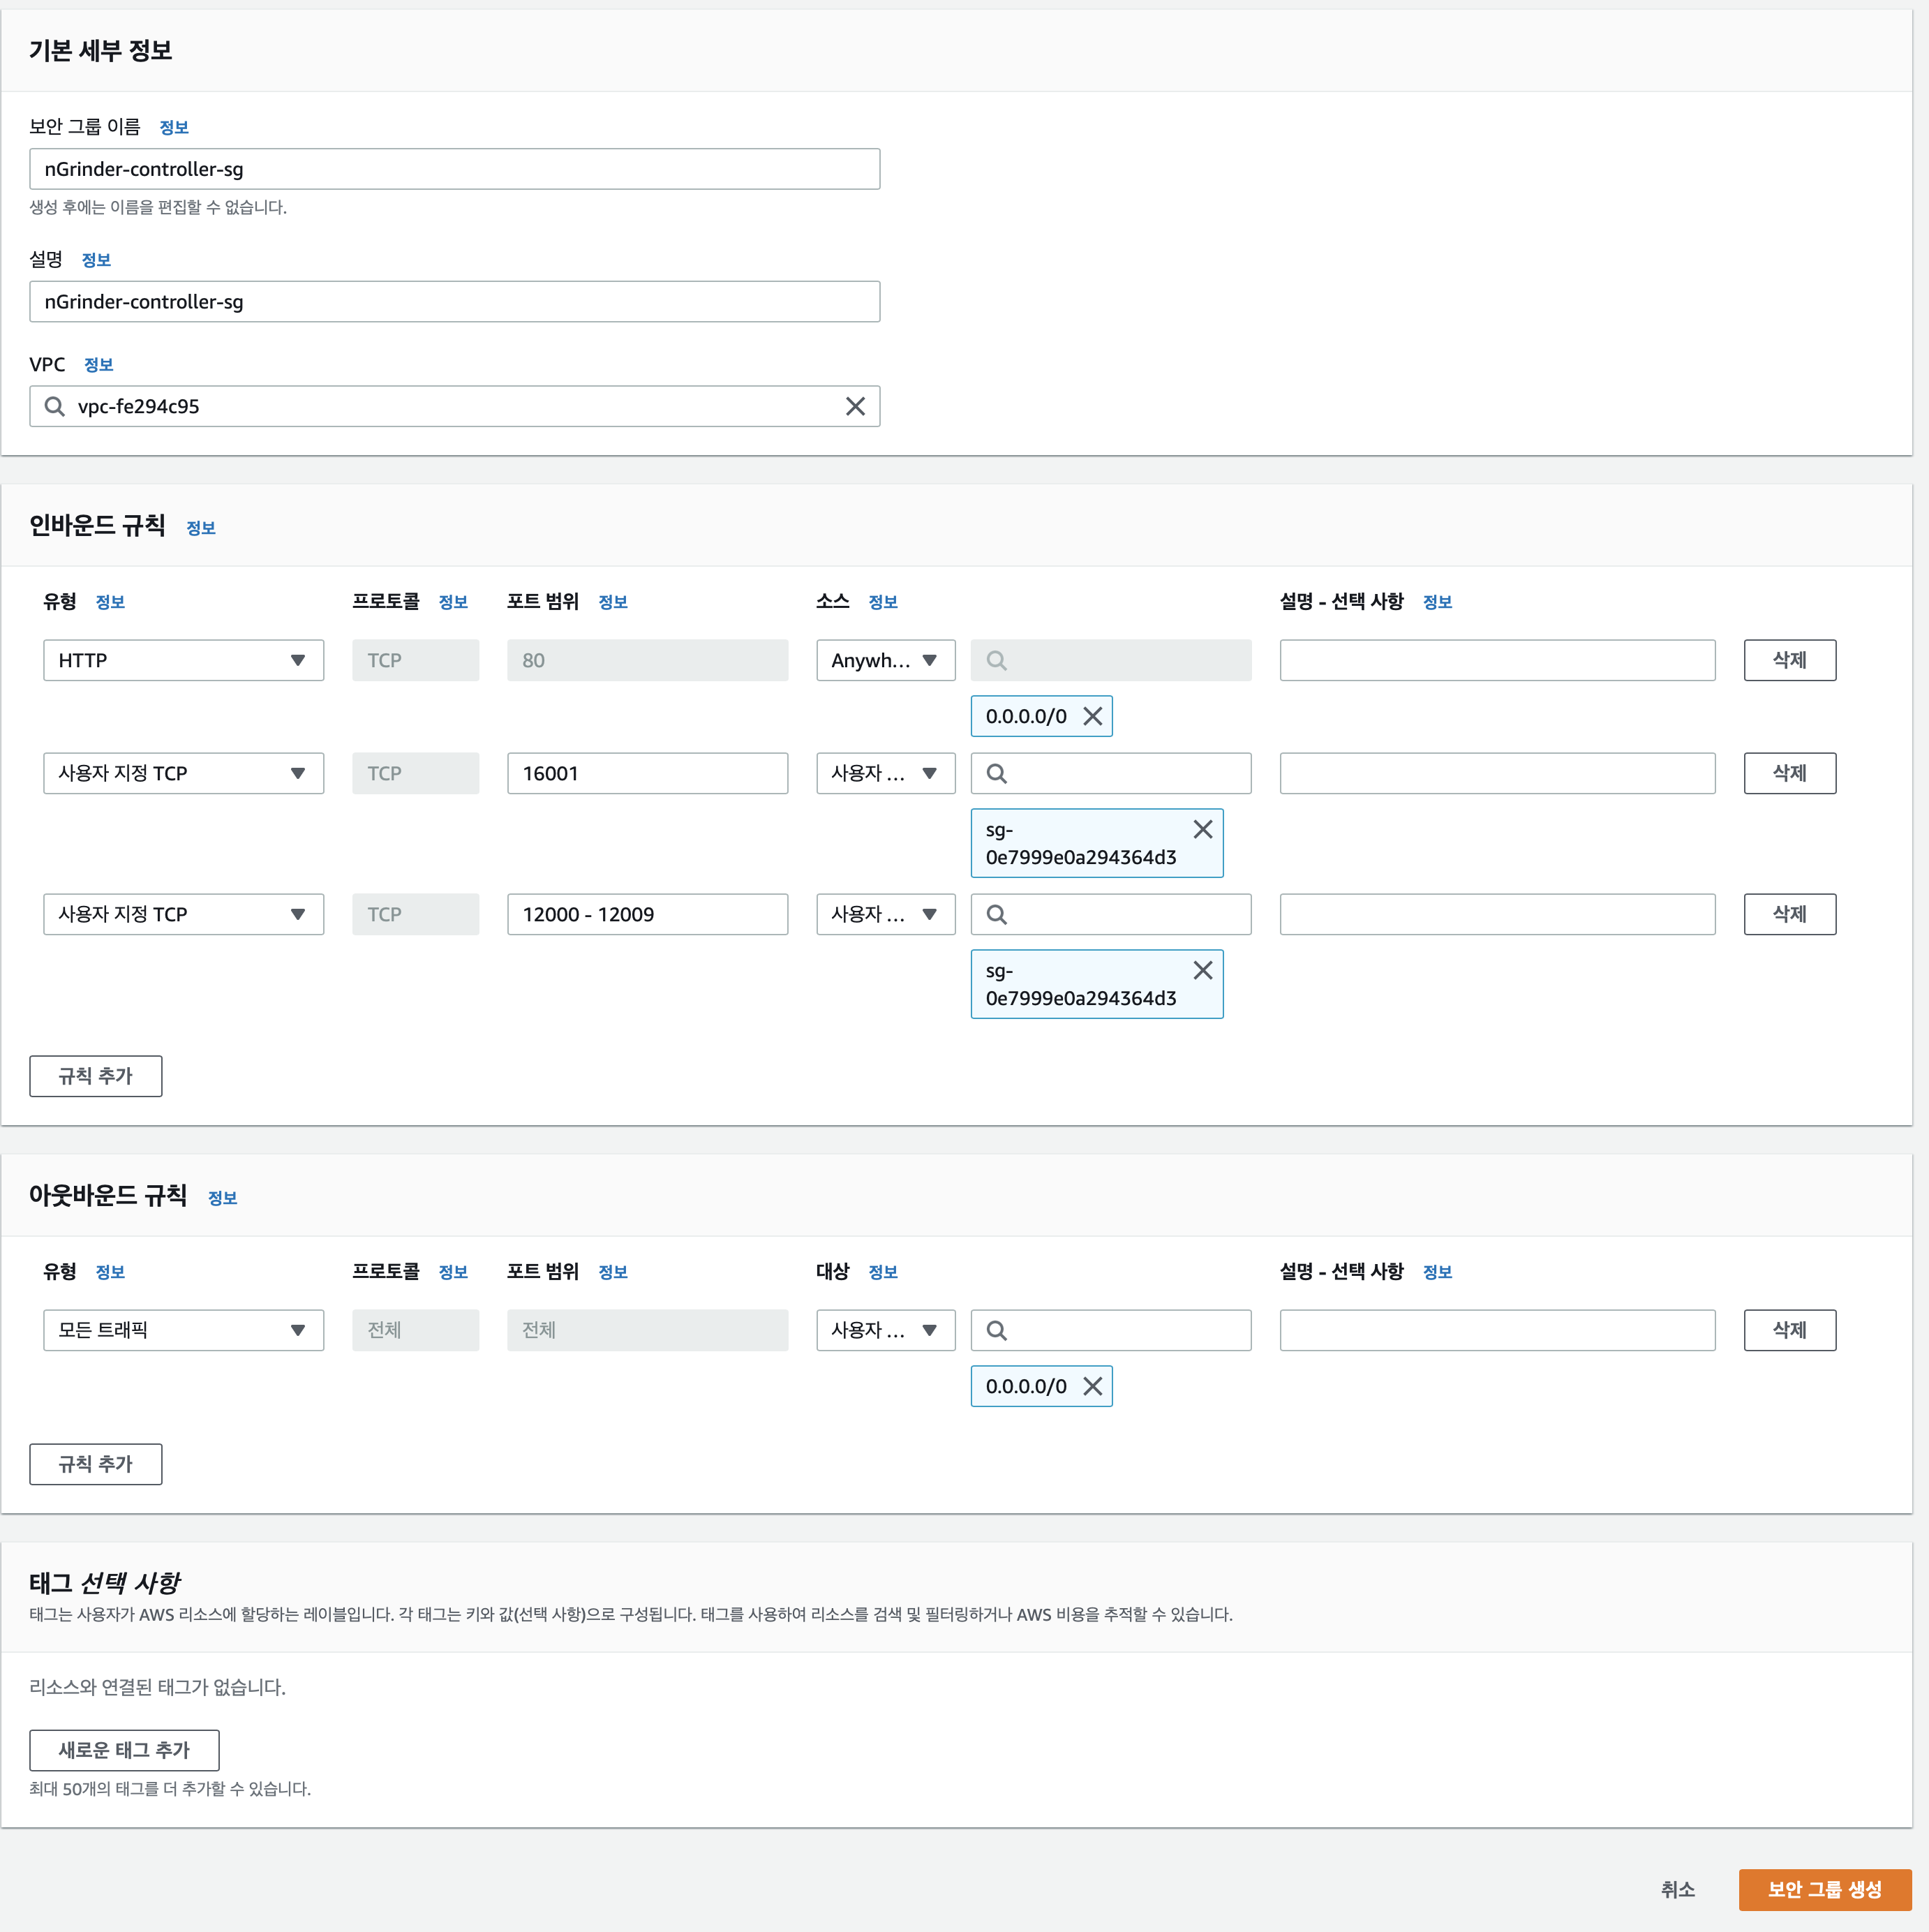 기본 세부 정보
보안 그룹 이름 정보
nGrinder-controller-sg
생성 후에는 이름을 편집할 수 없습니다.
설명 정보
nGrinder-controller-sg
VPC 정보
vpc-fe294c95
인바운드 규칙 정보
유형 정보 프로토콜 정보 포트 범위 정보 소스 정보 설명 - 선택 사항 정보
HTTP TCP 80 Anywh... 삭제
0.0.0.0/0
사용자 지정 TCP TCP 16001 사용자 ... 삭제
sg-
0e7999e0a294364d3
사용자 지정 TCP TCP 12000 - 12009 사용자 ... 삭제
sg-
0e7999e0a294364d3
규칙 추가
아웃바운드 규칙 정보
유형 정보 프로토콜 정보 포트 범위 정보 대상 정보 설명 - 선택 사항 정보
모든 트래픽 전체 전체 사용자 ... 삭제
0.0.0.0/0
규칙 추가
태그 선택 사항
태그는 사용자가 AWS 리소스에 할당하는 레이블입니다. 각 태그는 키와 값(선택 사항)으로 구성됩니다. 태그를 사용하여 리소스를 검색 및 필터링하거나 AWS 비용을 추적할 수 있습니다.
리소스와 연결된 태그가 없습니다.
새로운 태그 추가
최대 50개의 태그를 더 추가할 수 있습니다.
취소 보안 그룹 생성